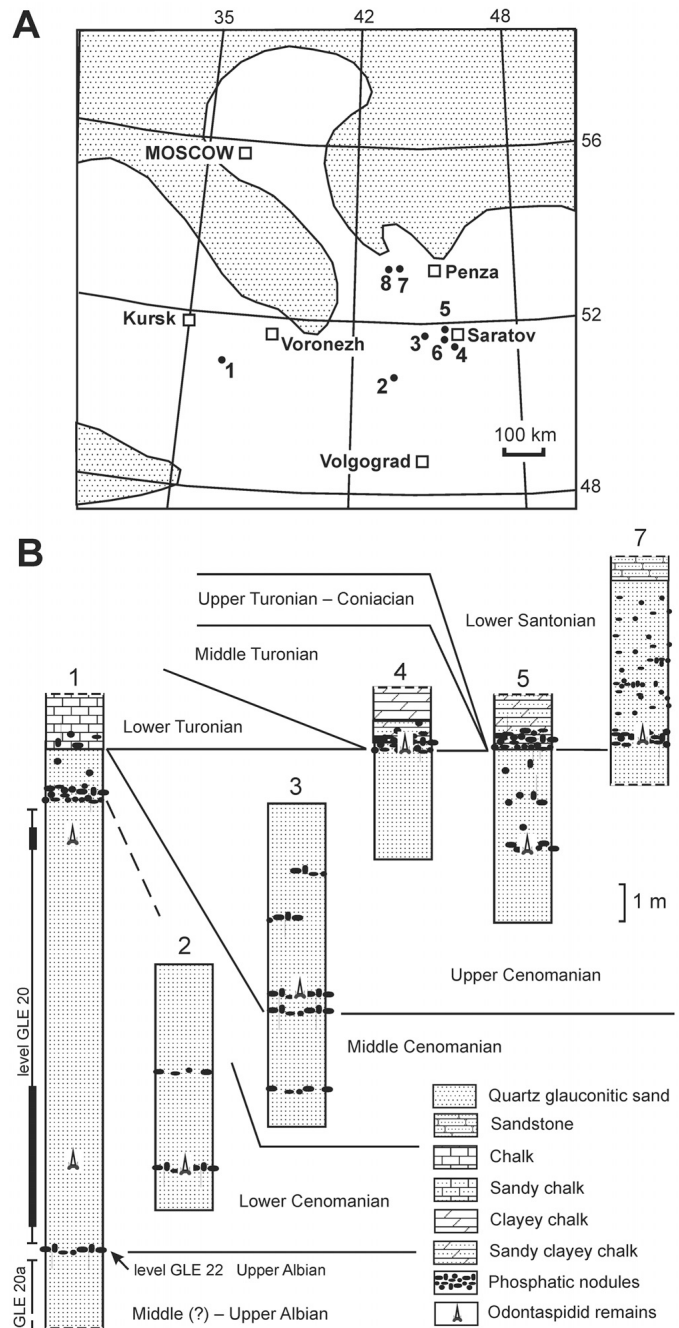 A
35 42 48
56
MOSCOW
8 7 Penza
5
52
Kursk
Voronezh
3 6 4 Saratov
1
2
100 km
Volgograd
48
B
7
Upper Turonian – Coniacian
Lower Santonian
Middle Turonian
1 4 5
Lower Turonian
3
1 m
2
Upper Cenomanian
level GLE 20
Middle Cenomanian
Quartz glauconitic sand
Sandstone
Chalk
Sandy chalk
Lower Cenomanian
Clayey chalk
Sandy clayey chalk
level GLE 22 Upper Albian
Phosphatic nodules
GLE 20a
Middle (?) – Upper Albian
Odontaspidid remains